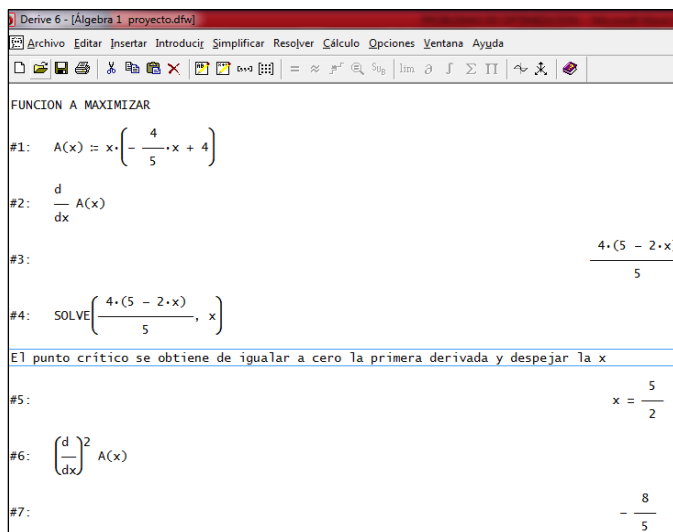 Derive 6 - [Álgebra 1 proyecto.dfw]
Archivo Editar Insertar Introducir Simplificar Resolver Cálculo Opciones Ventana Ayuda
= ≈ Sub lim ∂ ∫ Σ Π
FUNCION A MAXIMIZAR
#1: A(x) ≔ x·(- 4/5·x + 4)
#2: d/dx A(x)
#3: 4·(5 - 2·x)/5
#4: SOLVE(4·(5 - 2·x)/5, x)
El punto crítico se obtiene de igualar a cero la primera derivada y despejar la x
#5: x = 5/2
#6: (d/dx)² A(x)
#7: - 8/5